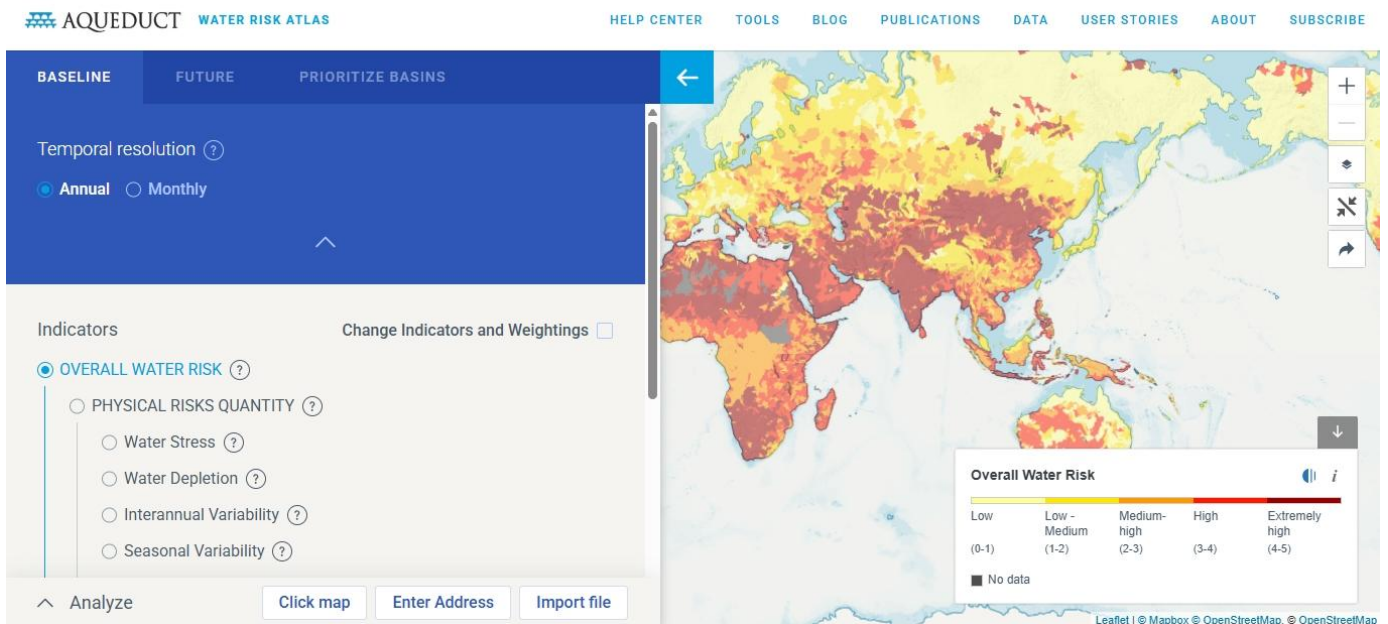 AQUEDUCT WATER RISK ATLAS
HELP CENTER TOOLS BLOG PUBLICATIONS DATA USER STORIES ABOUT SUBSCRIBE
BASELINE FUTURE PRIORITIZE BASINS
Temporal resolution ?
Annual Monthly
Indicators Change Indicators and Weightings
OVERALL WATER RISK ?
PHYSICAL RISKS QUANTITY ?
Water Stress ?
Water Depletion ?
Interannual Variability ?
Seasonal Variability ?
Analyze Click map Enter Address Import file
Overall Water Risk i
Low Low - Medium-  High Extremely
Medium high high
(0-1) (1-2) (2-3) (3-4) (4-5)
No data
Leaflet | © Mapbox © OpenStreetMap, © OpenStreetMap